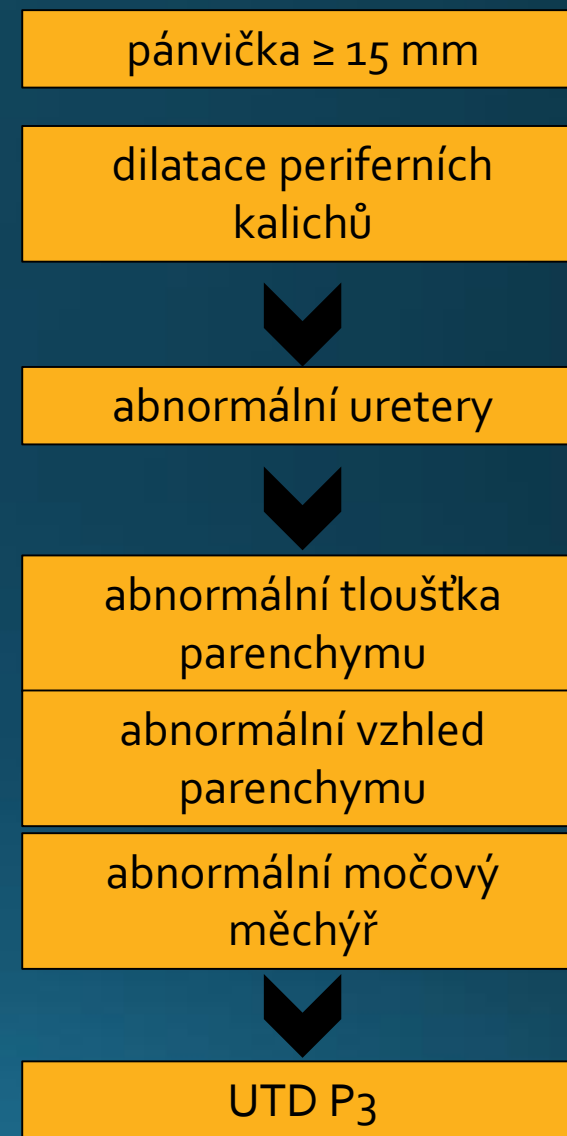 pánvička ≥ 15 mm
dilatace periferních
kalichů
abnormální uretery
abnormální tloušťka
parenchymu
abnormální vzhled
parenchymu
abnormální močový
měchýř
UTD P3